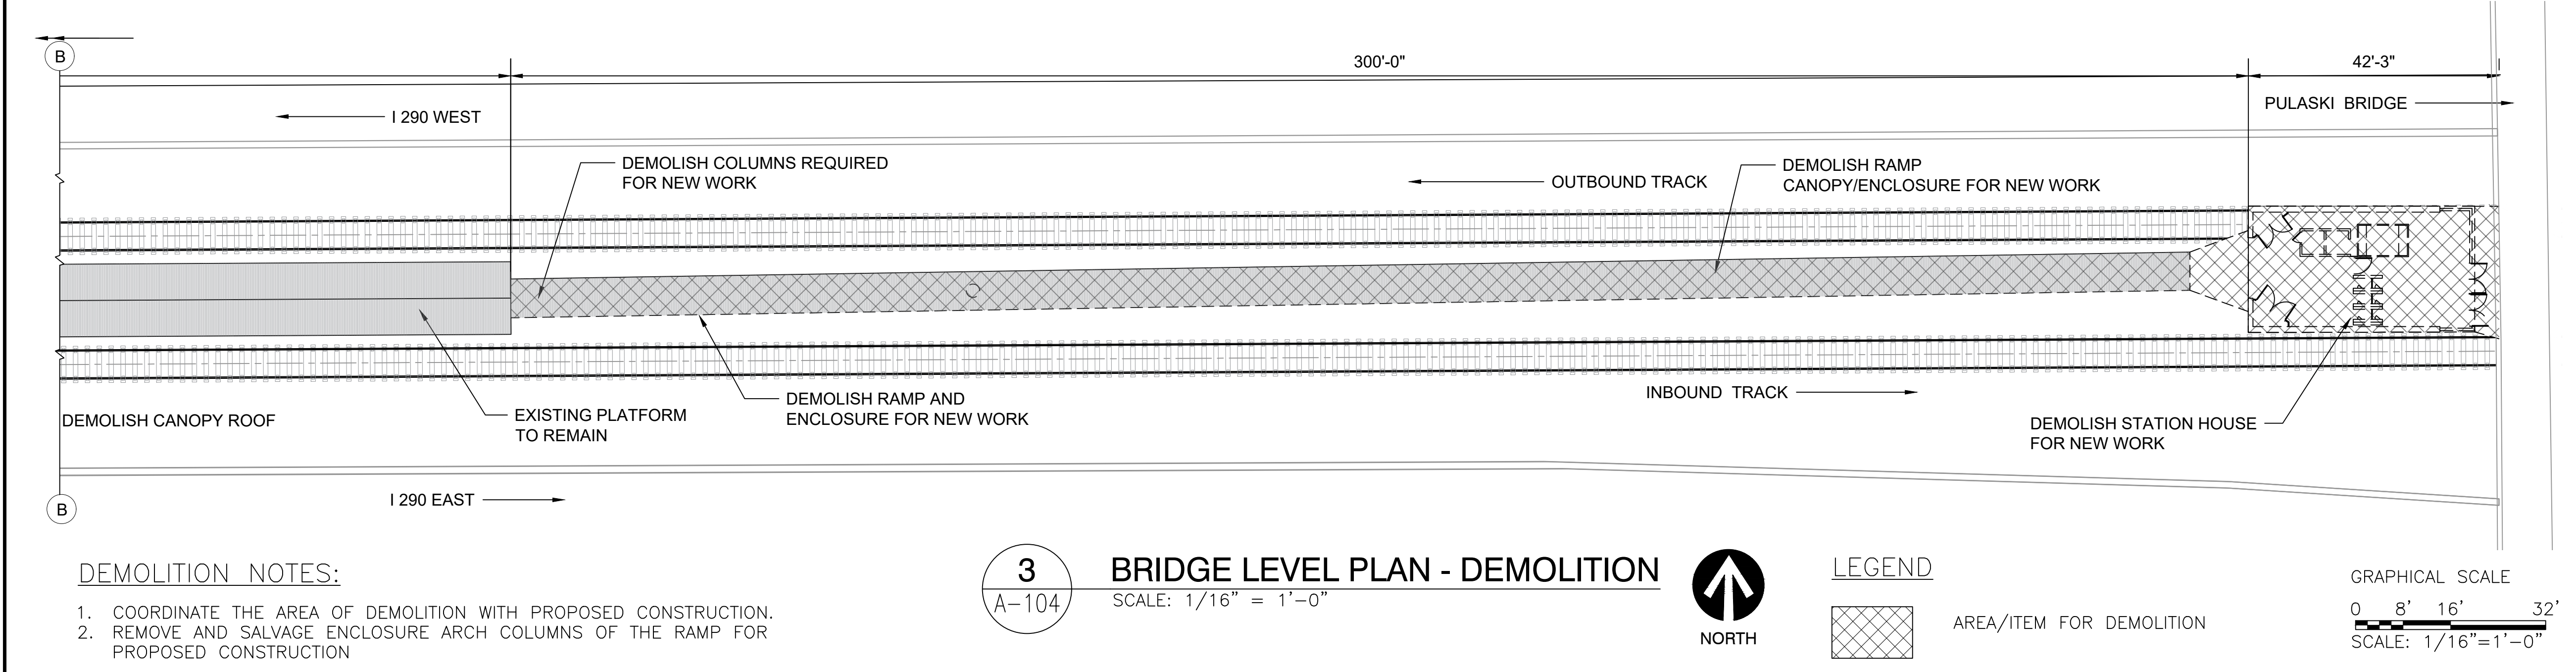 B
300'-0"
42'-3"
I 290 WEST
PULASKI BRIDGE
DEMOLISH COLUMNS REQUIRED
FOR NEW WORK
OUTBOUND TRACK
DEMOLISH RAMP
CANOPY/ENCLOSURE FOR NEW WORK
DEMOLISH CANOPY ROOF
EXISTING PLATFORM
TO REMAIN
DEMOLISH RAMP AND
ENCLOSURE FOR NEW WORK
INBOUND TRACK
DEMOLISH STATION HOUSE
FOR NEW WORK
I 290 EAST
B
DEMOLITION NOTES:
1. COORDINATE THE AREA OF DEMOLITION WITH PROPOSED CONSTRUCTION.
2. REMOVE AND SALVAGE ENCLOSURE ARCH COLUMNS OF THE RAMP FOR
PROPOSED CONSTRUCTION
3
A-104
BRIDGE LEVEL PLAN - DEMOLITION
SCALE: 1/16" = 1'-0"
NORTH
LEGEND
AREA/ITEM FOR DEMOLITION
GRAPHICAL SCALE
0 8' 16' 32'
SCALE: 1/16"=1'-0"